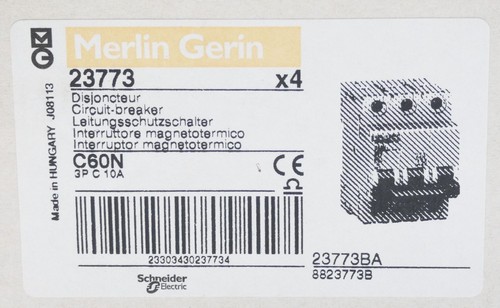 Merlin Gerin
23773 x4
Disjoncteur
Circuit-breaker
Leitungsschutzschalter
Interruttore magnetotermico
Interruptor magnetotermico
C60N
3P C 10A
CE
Made in HUNGARY J08113
23303430237734
Schneider
Electric
23773BA
8823773B